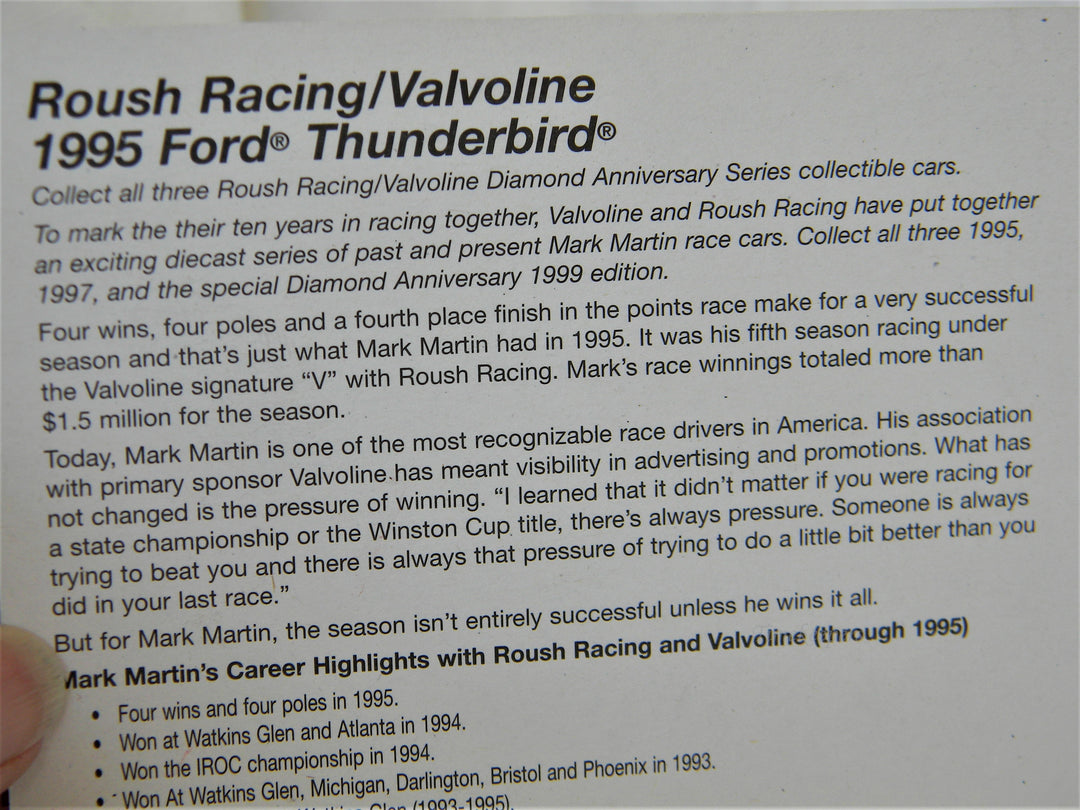 Roush Racing/Valvoline
1995 Ford® Thunderbird®
Collect all three Roush Racing/Valvoline Diamond Anniversary Series collectible cars.
To mark the their ten years in racing together, Valvoline and Roush Racing have put together
an exciting diecast series of past and present Mark Martin race cars. Collect all three 1995,
1997, and the special Diamond Anniversary 1999 edition.
Four wins, four poles and a fourth place finish in the points race make for a very successful
season and that's just what Mark Martin had in 1995. It was his fifth season racing under
the Valvoline signature “V” with Roush Racing. Mark's race winnings totaled more than
$1.5 million for the season.
Today, Mark Martin is one of the most recognizable race drivers in America. His association
with primary sponsor Valvoline has meant visibility in advertising and promotions. What has
not changed is the pressure of winning. “I learned that it didn't matter if you were racing for
a state championship or the Winston Cup title, there's always pressure. Someone is always
trying to beat you and there is always that pressure of trying to do a little bit better than you
did in your last race.”
But for Mark Martin, the season isn't entirely successful unless he wins it all.
Mark Martin's Career Highlights with Roush Racing and Valvoline (through 1995)
• Four wins and four poles in 1995.
• Won at Watkins Glen and Atlanta in 1994.
• Won the IROC championship in 1994.
• Won At Watkins Glen, Michigan, Darlington, Bristol and Phoenix in 1993.
Watkins Glen (1993-1995).